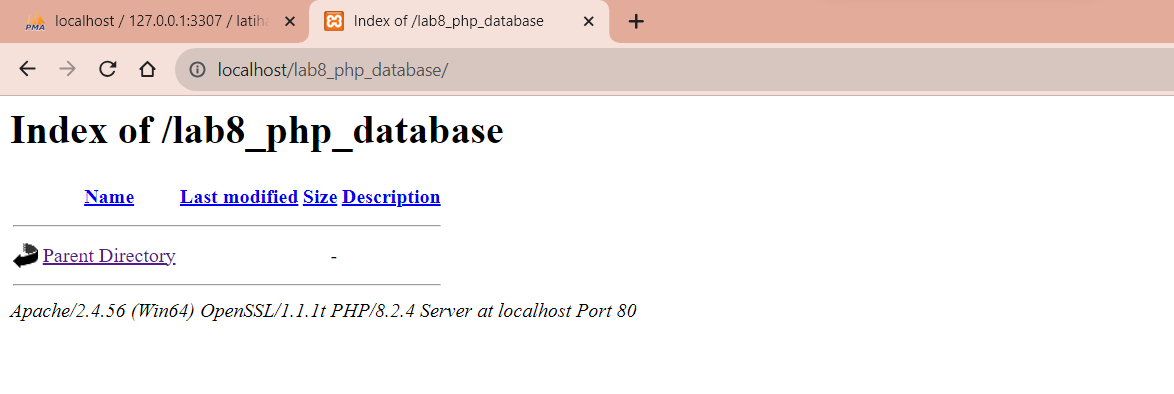 PMA localhost / 127.0.0.1:3307 / latiha
Index of /lab8_php_database
localhost/lab8_php_database/
Index of /lab8_php_database
Name Last modified Size Description
Parent Directory -
Apache/2.4.56 (Win64) OpenSSL/1.1.1t PHP/8.2.4 Server at localhost Port 80